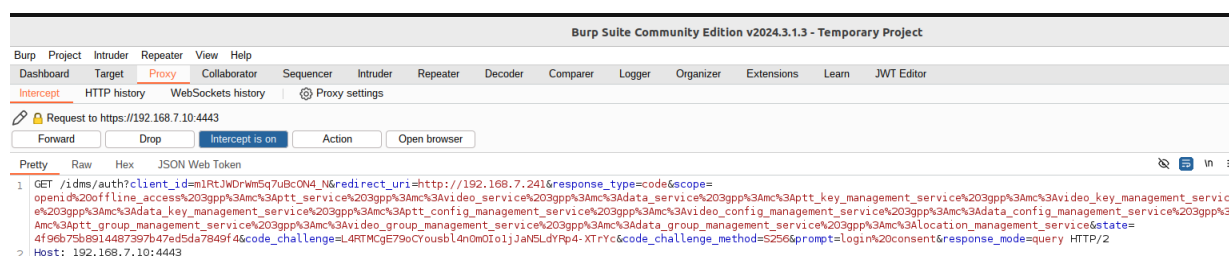 Burp Suite Community Edition v2024.3.1.3 - Temporary Project
Burp Project Intruder Repeater View Help
Dashboard Target Proxy Collaborator Sequencer Intruder Repeater Decoder Comparer Logger Organizer Extensions Learn JWT Editor
Intercept HTTP history WebSockets history Proxy settings
Request to https://192.168.7.10:4443
Forward Drop Intercept is on Action Open browser
Pretty Raw Hex JSON Web Token \n
1 GET /idms/auth?client_id=m1RtJWDrWm5q7uBcON4_N&redirect_uri=http://192.168.7.241&response_type=code&scope=
openid%20offline_access%203gpp%3Amc%3Aptt_service%203gpp%3Amc%3Avideo_service%203gpp%3Amc%3Adata_service%203gpp%3Amc%3Aptt_key_management_service%203gpp%3Amc%3Avideo_key_management_servic
e%203gpp%3Amc%3Adata_key_management_service%203gpp%3Amc%3Aptt_config_management_service%203gpp%3Amc%3Avideo_config_management_service%203gpp%3Amc%3Adata_config_management_service%203gpp%3
Amc%3Aptt_group_management_service%203gpp%3Amc%3Avideo_group_management_service%203gpp%3Amc%3Adata_group_management_service%203gpp%3Amc%3Alocation_management_service&state=
4f96b75b8914487397b47ed5da7849f4&code_challenge=L4RTMCgE79oCYousbl4nOmOIo1jJaN5LdYRp4-XTrYc&code_challenge_method=S256&prompt=login%20consent&response_mode=query HTTP/2
2 Host: 192.168.7.10:4443